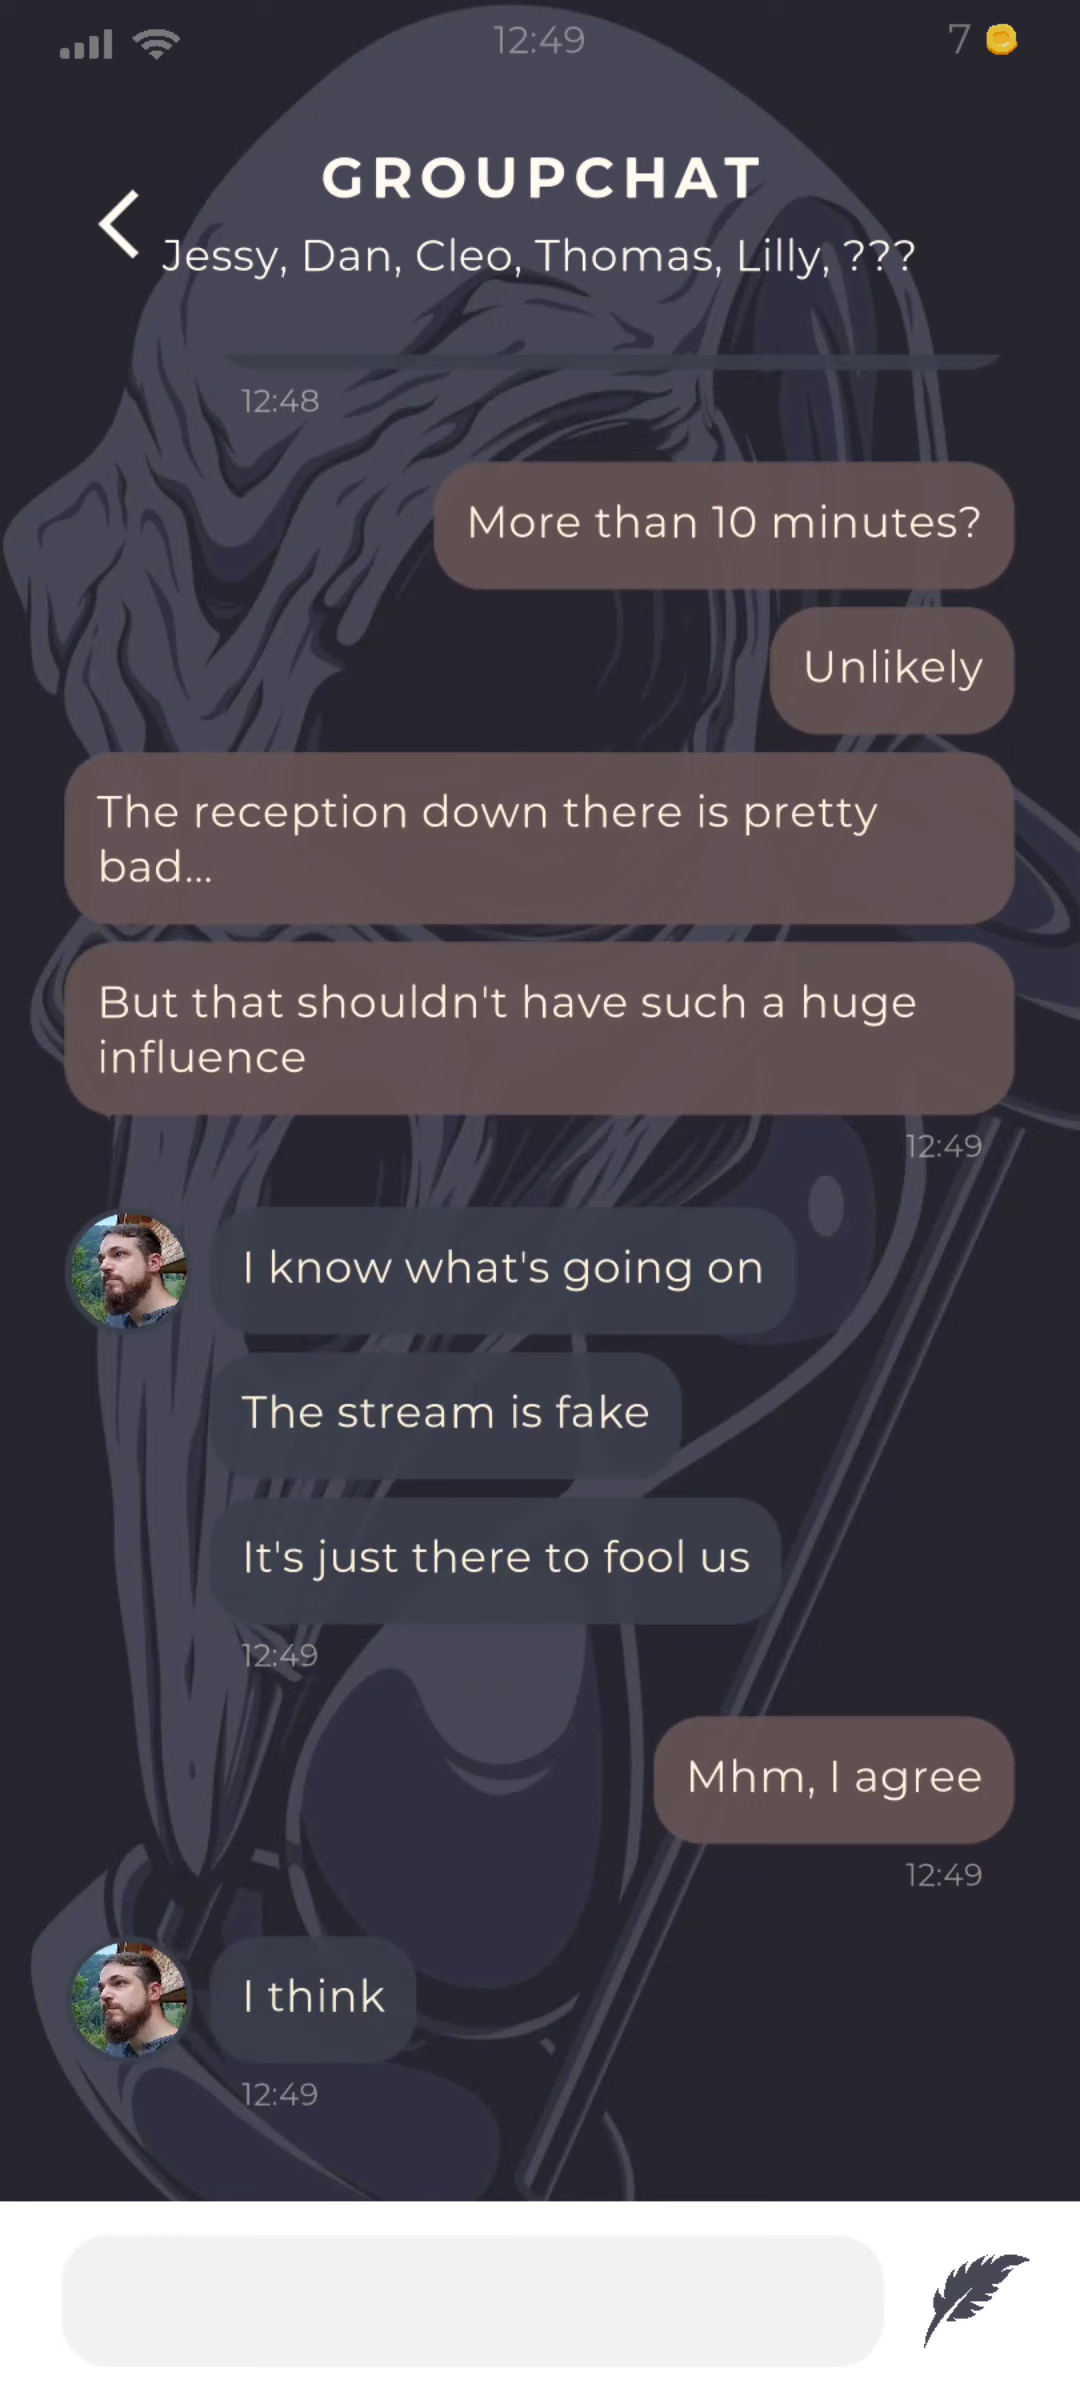 12:49
7
GROUPCHAT
Jessy, Dan, Cleo, Thomas, Lilly, ???
12:48
More than 10 minutes?
Unlikely
The reception down there is pretty
bad...
But that shouldn't have such a huge
influence
12:49
I know what's going on
The stream is fake
It's just there to fool us
12:49
Mhm, I agree
12:49
I think
12:49